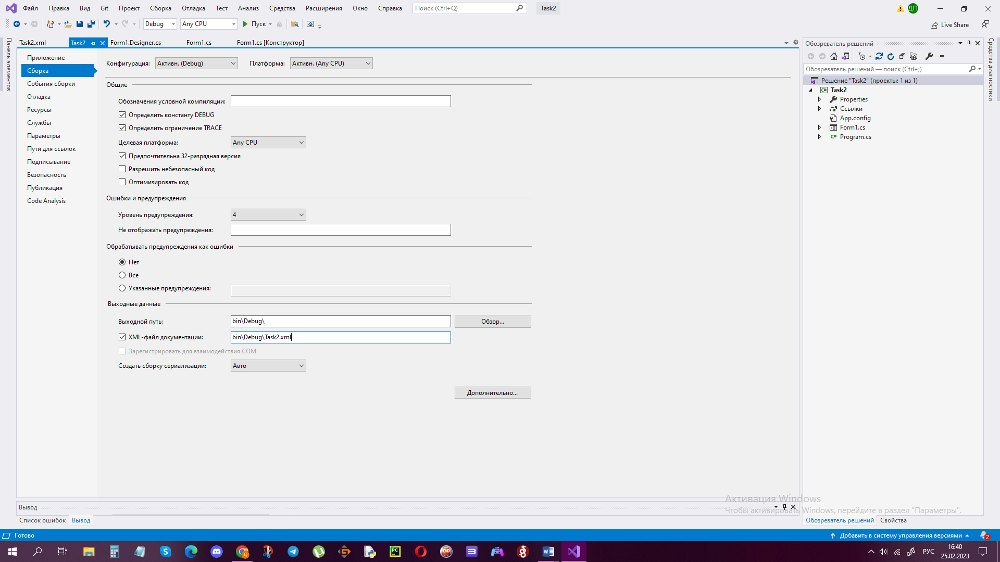 Файл Правка Вид Git Проект Сборка Отладка Тест Анализ Средства Расширения Окно Справка Поиск (Ctrl+Q) Task2 ДП
Debug Any CPU Пуск Live Share
Панель элементов
Task2.xml Task2 Form1.Designer.cs Form1.cs Form1.cs [Конструктор]
Приложение
Сборка
События сборки
Отладка
Ресурсы
Службы
Параметры
Пути для ссылок
Подписывание
Безопасность
Публикация
Code Analysis
Конфигурация: Активн. (Debug) Платформа: Активн. (Any CPU)
Общие
Обозначения условной компиляции:
Определить константу DEBUG
Определить ограничение TRACE
Целевая платформа: Any CPU
Предпочтительна 32-разрядная версия
Разрешить небезопасный код
Оптимизировать код
Ошибки и предупреждения
Уровень предупреждения: 4
Не отображать предупреждения:
Обрабатывать предупреждения как ошибки
Нет
Все
Указанные предупреждения:
Выходные данные
Выходной путь: bin\Debug\ Обзор...
XML-файл документации: bin\Debug\Task2.xml
Зарегистрировать для взаимодействия COM
Создать сборку сериализации: Авто
Дополнительно...
Обозреватель решений
Обозреватель решений — поиск (Ctrl+;)
Решение "Task2" (проекты: 1 из 1)
Task2
Properties
Ссылки
App.config
Form1.cs
Program.cs
Средства диагностики
Активация Windows
Чтобы активировать Windows, перейдите в раздел "Параметры".
Вывод
Список ошибок Вывод
Обозреватель решений Свойства
Готово
Добавить в систему управления версиями 2
РУС
16:40
25.02.2023